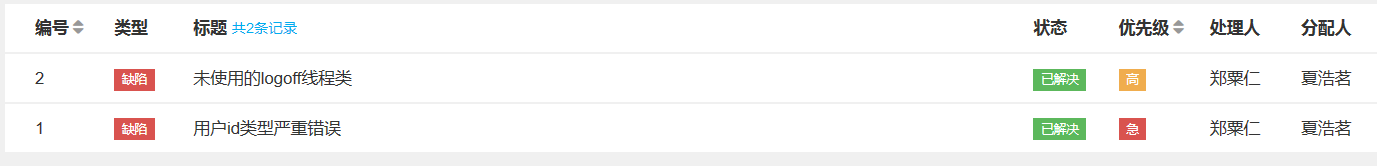 编号 类型 标题 共2条记录 状态 优先级 处理人 分配人
2 缺陷 未使用的logoff线程类 已解决 高 郑粟仁 夏浩茗
1 缺陷 用户id类型严重错误 已解决 急 郑粟仁 夏浩茗